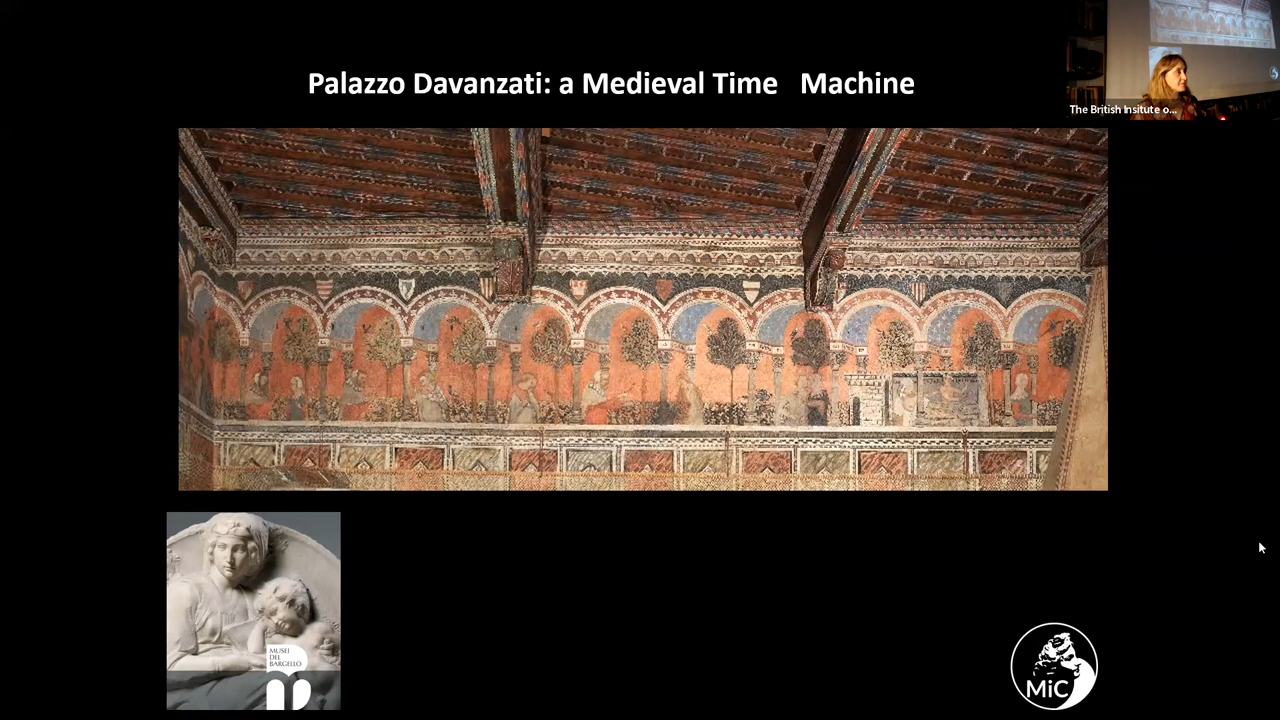 Palazzo Davanzati: a Medieval Time   Machine
The British Insitute o...
MUSEI
DEL
BARGELLO
MiC